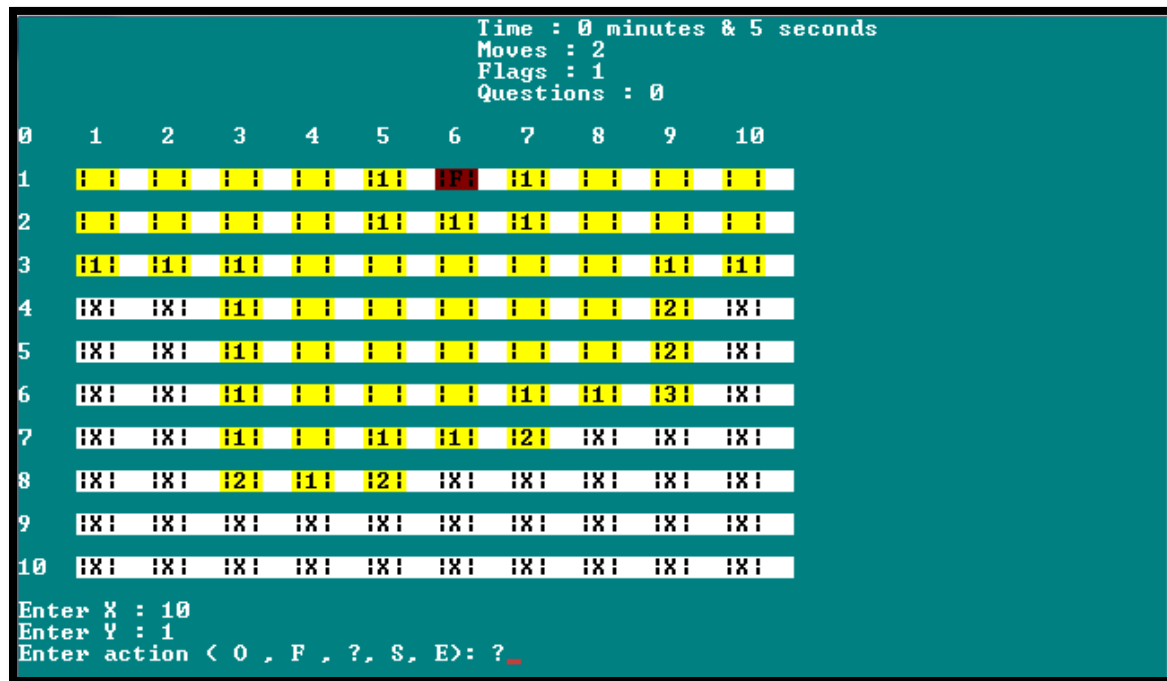 Time : 0 minutes & 5 seconds
Moves : 2
Flags : 1
Questions : 0
0 1 2 3 4 5 6 7 8 9 10
1 | | | | | | | | |1| |F| |1| | | | | | |
2 | | | | | | | | |1| |1| |1| | | | | | |
3 |1| |1| |1| | | | | | | | | | | |1| |1|
4 |X| |X| |1| | | | | | | | | | | |2| |X|
5 |X| |X| |1| | | | | | | | | | | |2| |X|
6 |X| |X| |1| | | | | | | |1| |1| |3| |X|
7 |X| |X| |1| | | |1| |1| |2| |X| |X| |X|
8 |X| |X| |2| |1| |2| |X| |X| |X| |X| |X|
9 |X| |X| |X| |X| |X| |X| |X| |X| |X| |X|
10 |X| |X| |X| |X| |X| |X| |X| |X| |X| |X|
Enter X : 10
Enter Y : 1
Enter action ( O , F , ?, S, E): ?_